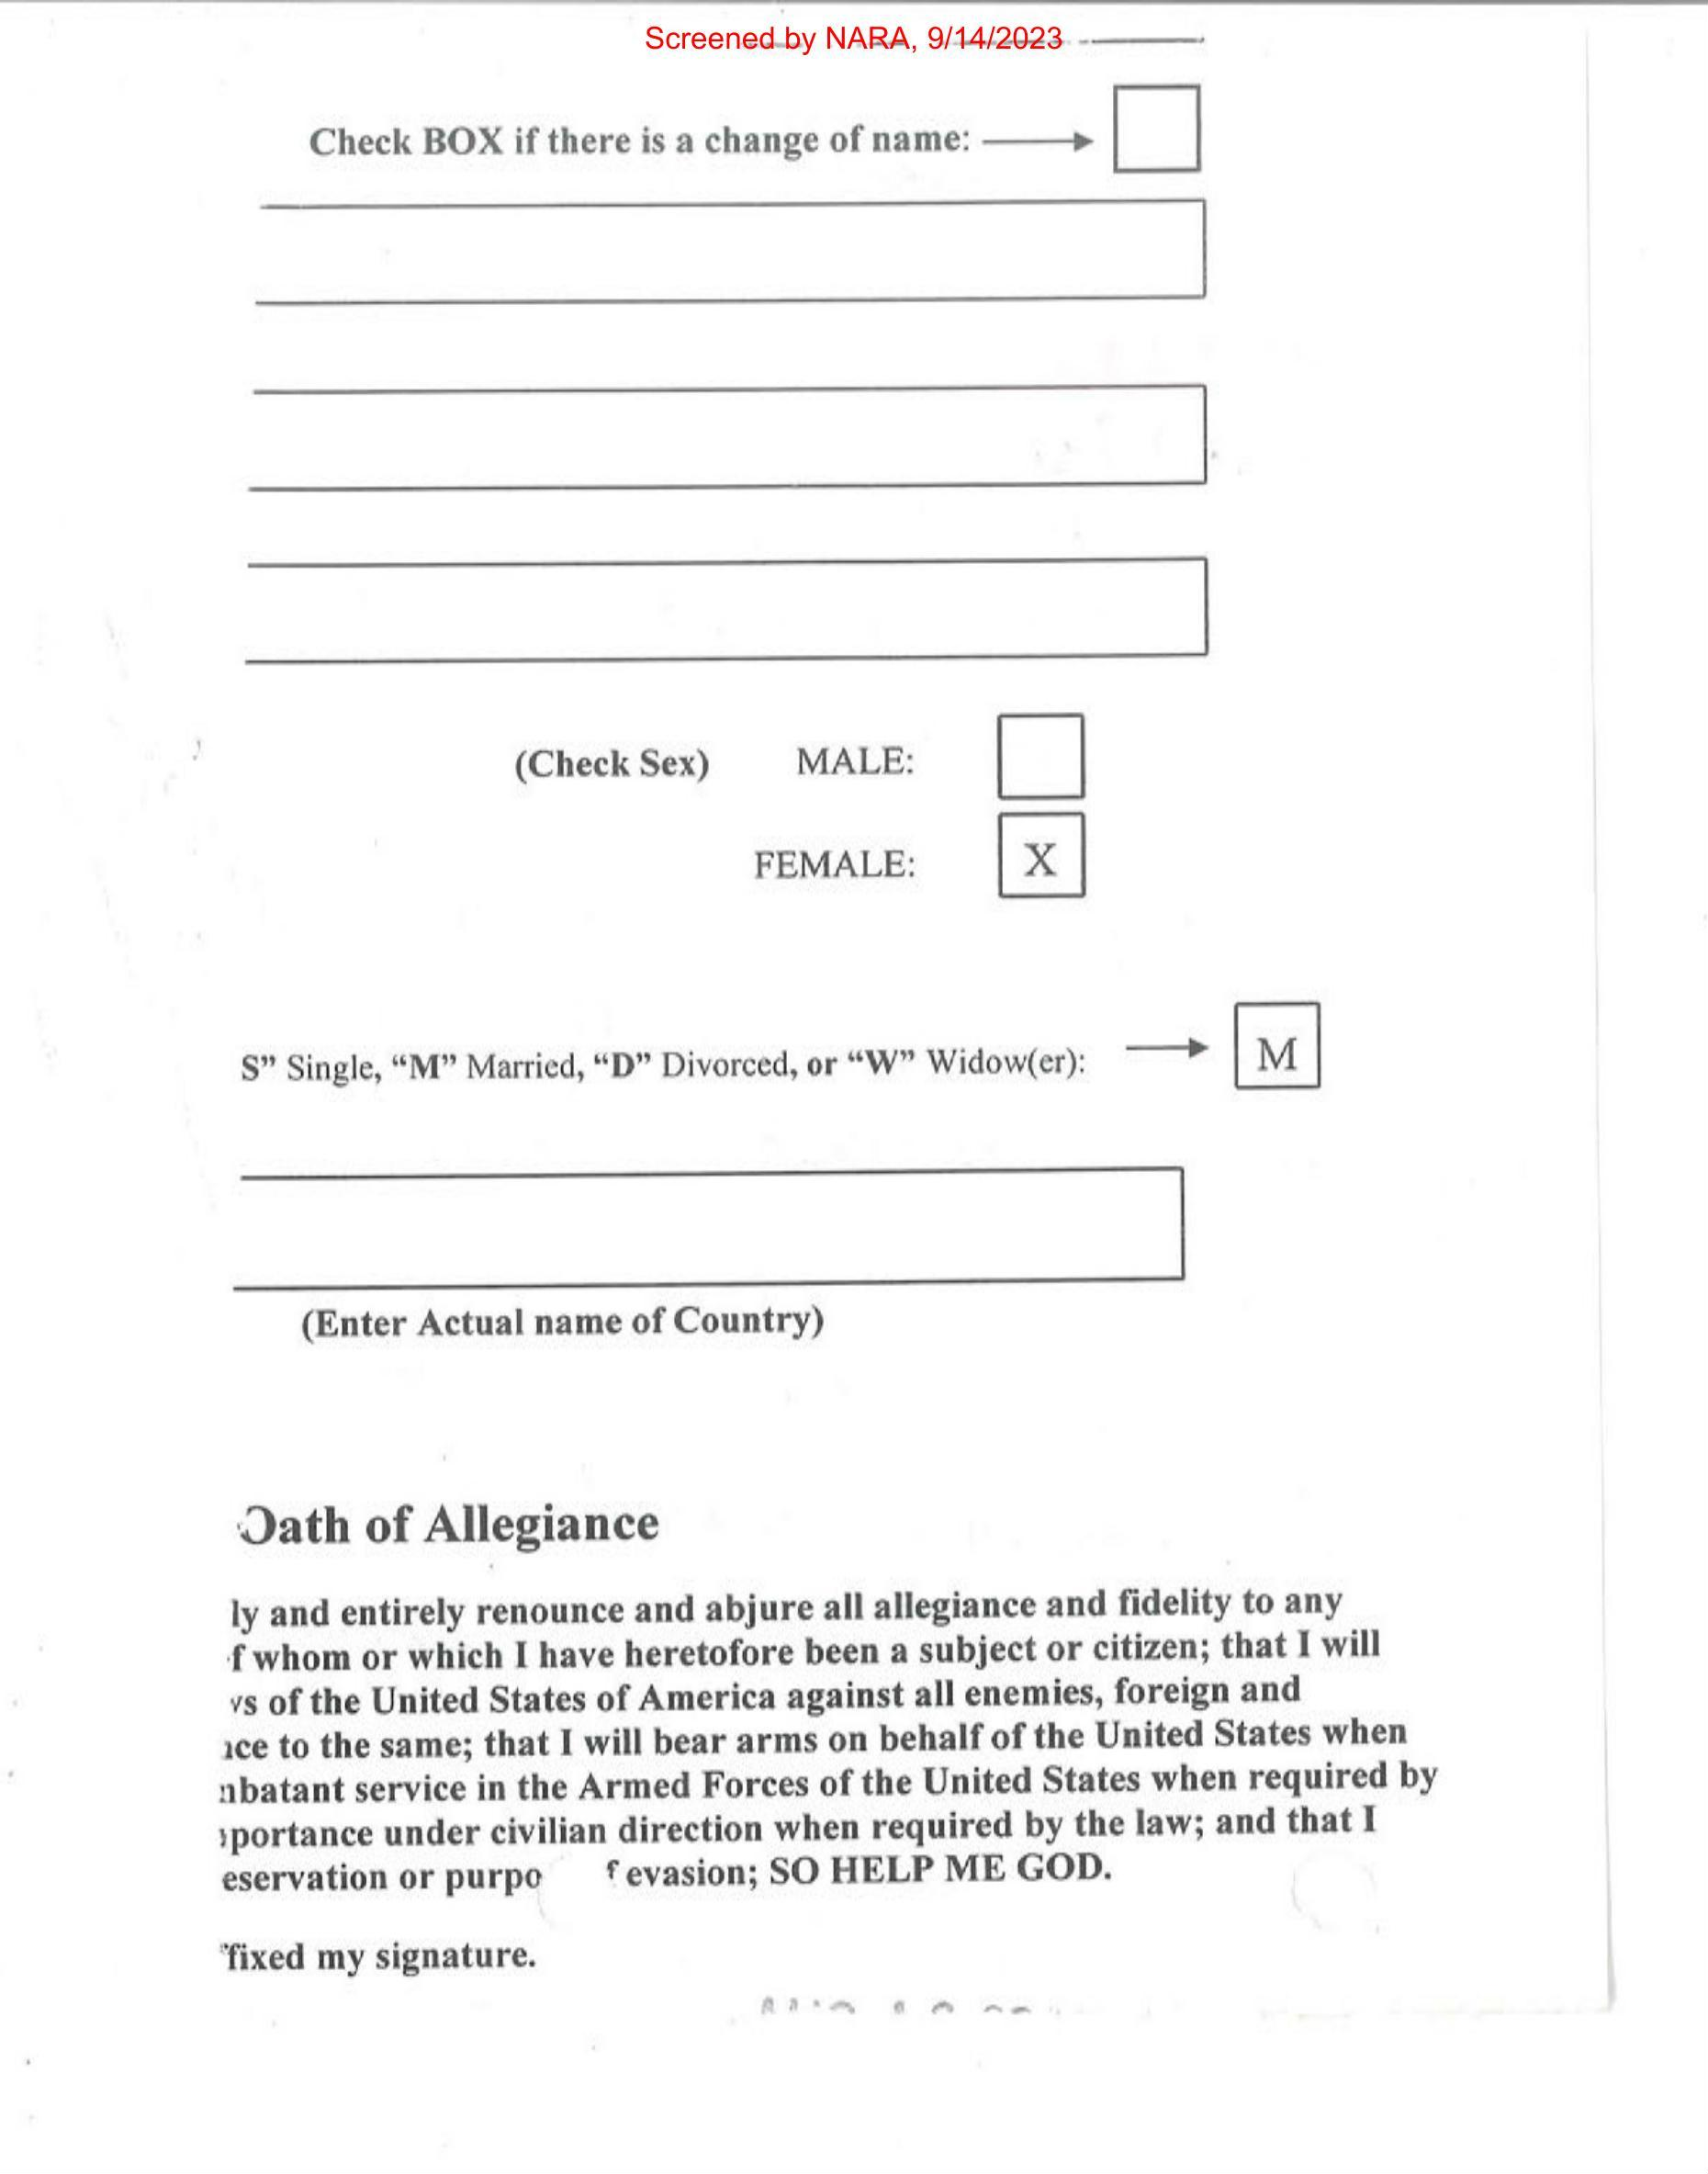 Screened by NARA, 9/14/2023
Check BOX if there is a change of name:
(Check Sex) MALE:
FEMALE: X
S” Single, “M” Married, “D” Divorced, or “W” Widow(er): M
(Enter Actual name of Country)
Oath of Allegiance
ly and entirely renounce and abjure all allegiance and fidelity to any
f whom or which I have heretofore been a subject or citizen; that I will
of the United States of America against all enemies, foreign and
to the same; that I will bear arms on behalf of the United States when
nbatant service in the Armed Forces of the United States when required by
portance under civilian direction when required by the law; and that I
eservation or purpo f evasion; SO HELP ME GOD.
fixed my signature.